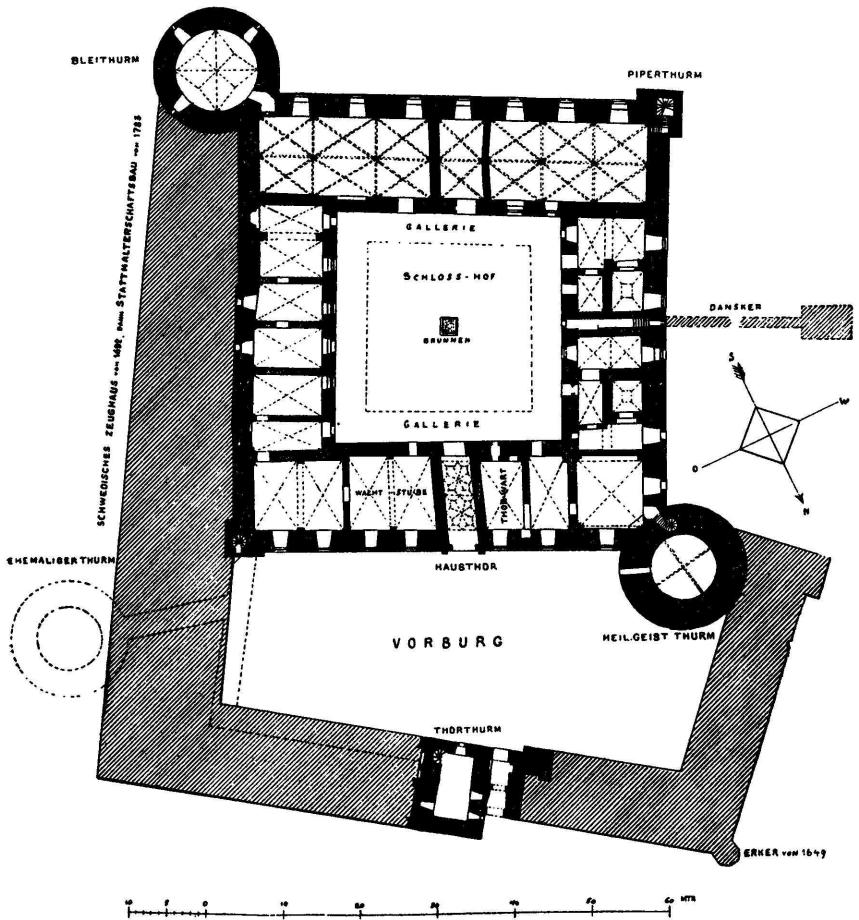 BLEITHURM
PIPERTHURM
SCHWEDISCHES ZEUGHAUS von 1692, DANN STATTHALTERSCHAFTSBAU von 1783
GALLERIE
SCHLOSS-HOF
BRUNNEN
GALLERIE
DANSKER
S
W
O
N
WACHT STUBE
THORWART
EHEMALIGER THURM
HAUSTHOR
HEIL.GEIST THURM
VORBURG
THORTHURM
ERKER von 1649
10 5 0 10 20 30 40 50 60 MTR